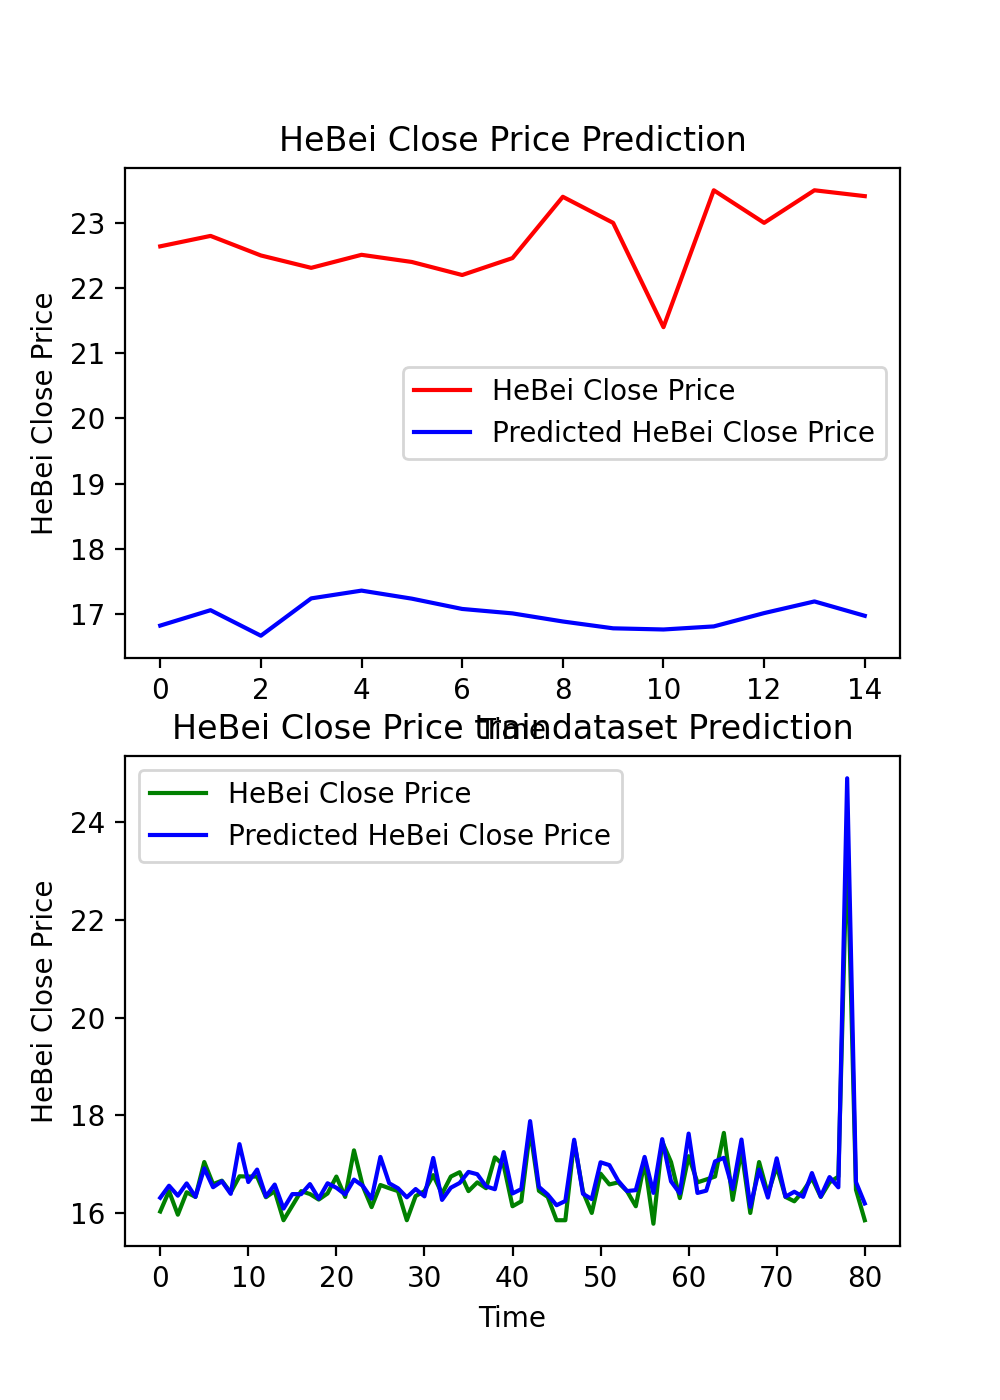 HeBei Close Price Prediction
HeBei Close Price
23
22
21
20
19
18
17
HeBei Close Price
Predicted HeBei Close Price
0 2 4 6 8 10 12 14
Time
HeBei Close Price traindataset Prediction
HeBei Close Price
24
22
20
18
16
HeBei Close Price
Predicted HeBei Close Price
0 10 20 30 40 50 60 70 80
Time